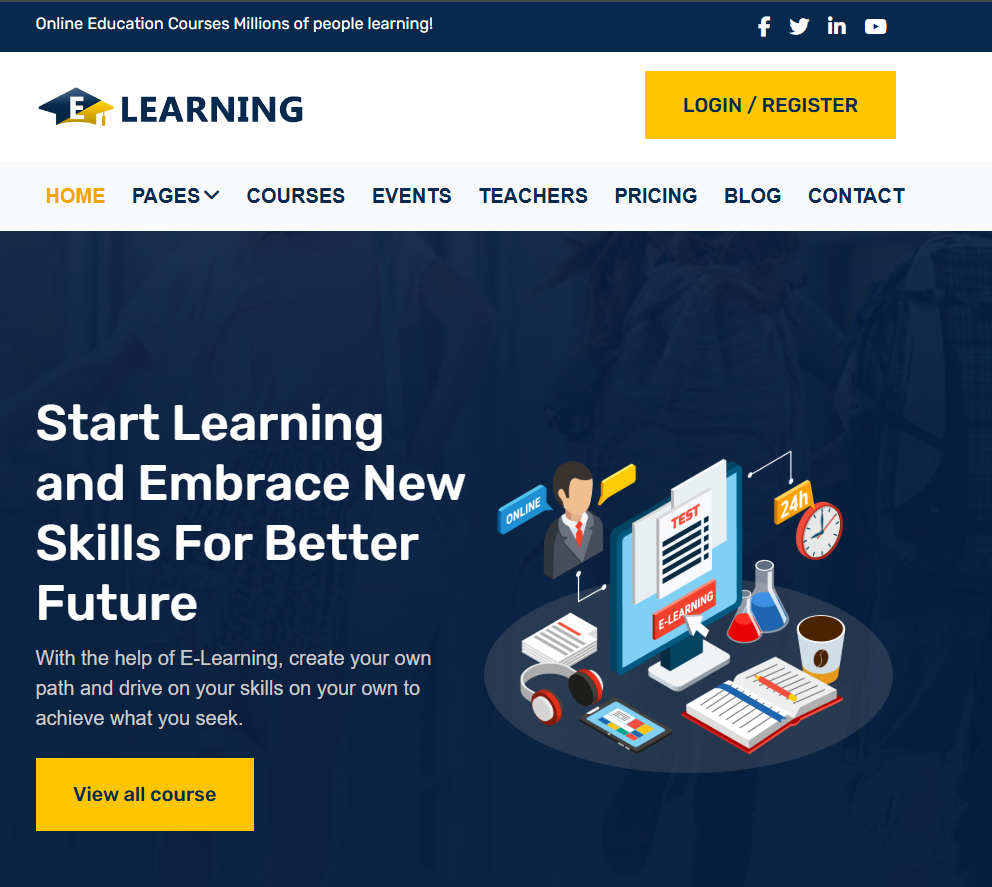 Online Education Courses Millions of people learning!
E LEARNING
LOGIN / REGISTER
HOME PAGES COURSES EVENTS TEACHERS PRICING BLOG CONTACT
Start Learning
and Embrace New
Skills For Better
Future
With the help of E-Learning, create your own
path and drive on your skills on your own to
achieve what you seek.
View all course
ONLINE
TEST
24h
E-LEARNING